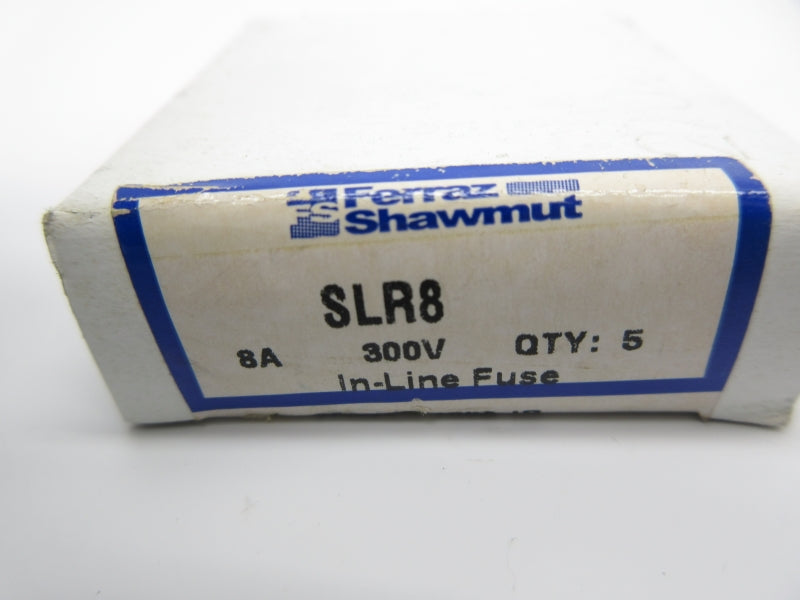 Ferraz
Shawmut
SLR8
8A 300V QTY: 5
In-Line Fuse